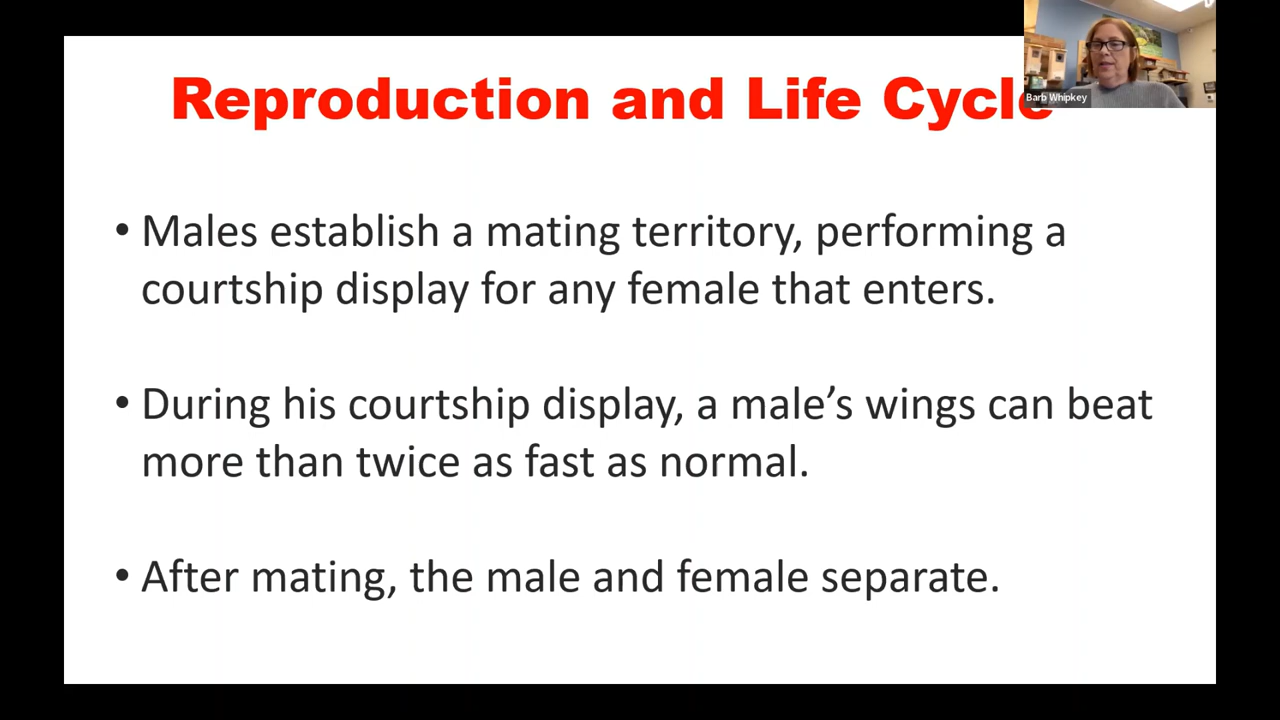 Reproduction and Life Cycle
Barb Whipkey
• Males establish a mating territory, performing a
courtship display for any female that enters.
• During his courtship display, a male’s wings can beat
more than twice as fast as normal.
• After mating, the male and female separate.